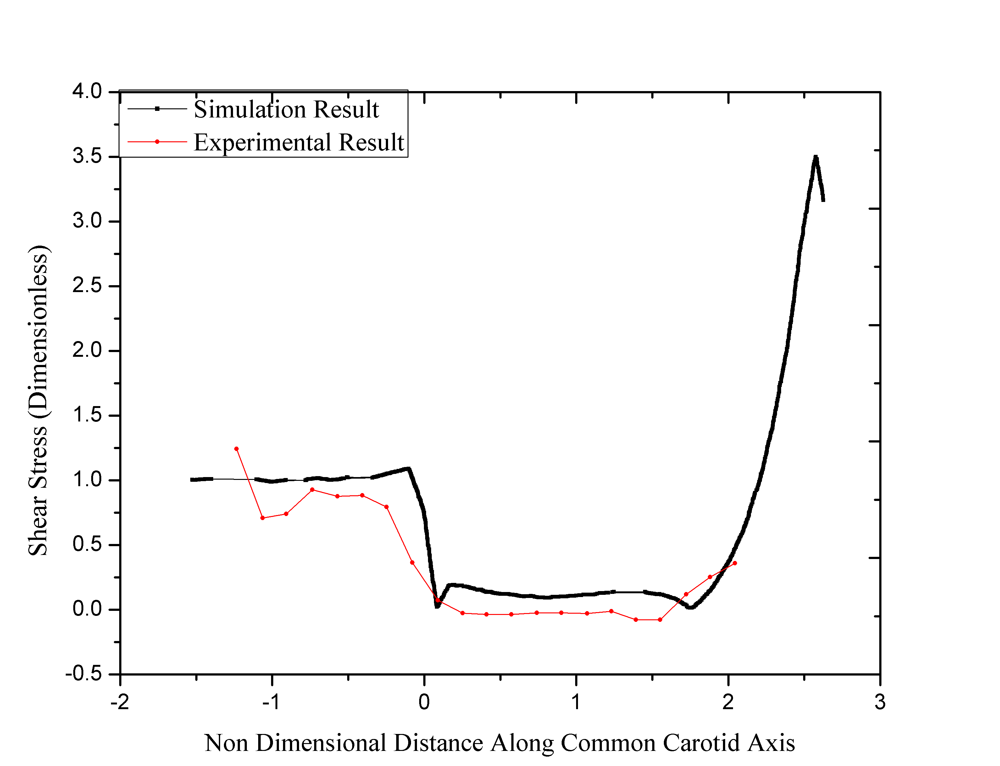 Simulation Result
Experimental Result
4.0
3.5
3.0
2.5
2.0
1.5
1.0
0.5
0.0
-0.5
Shear Stress (Dimensionless)
-2 -1 0 1 2 3
Non Dimensional Distance Along Common Carotid Axis